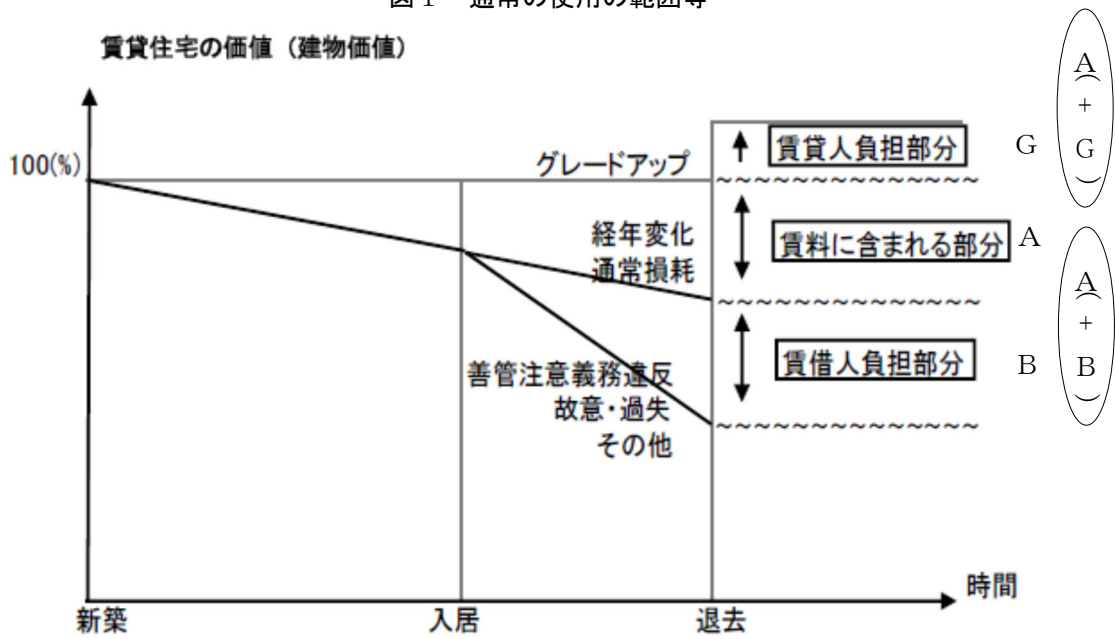 図1 通常の使用の範囲等
賃貸住宅の価値（建物価値）
100(%)
グレードアップ
賃貸人負担部分
G
A(+G)
経年変化
通常損耗
賃料に含まれる部分
A
善管注意義務違反
故意・過失
その他
賃借人負担部分
B
A(+B)
時間
新築
入居
退去